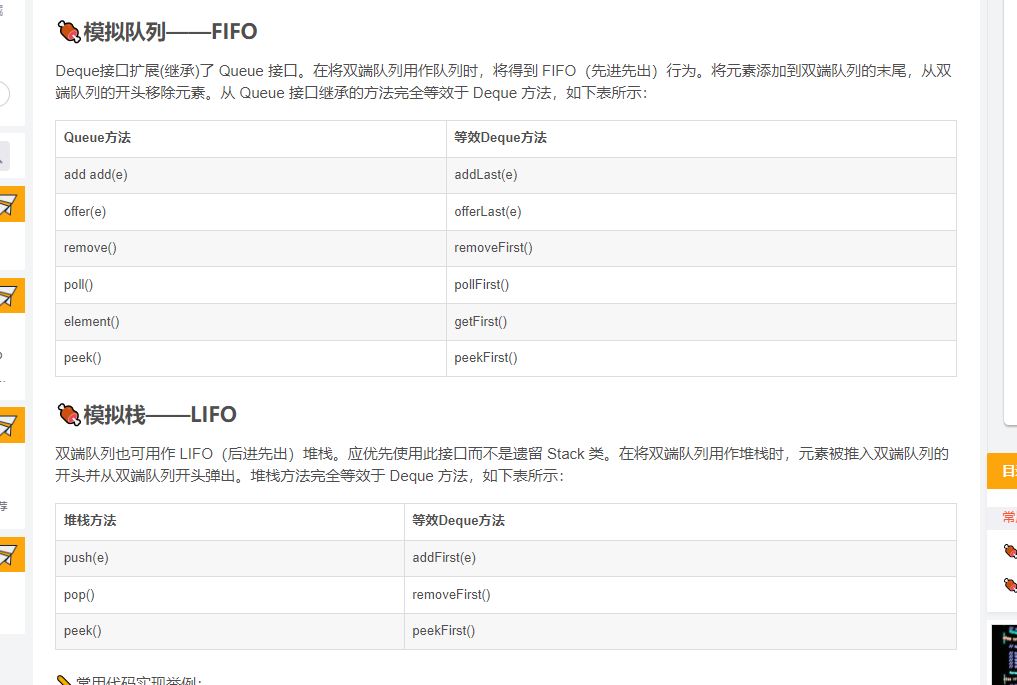 模拟队列——FIFO
Deque接口扩展(继承)了 Queue 接口。在将双端队列用作队列时，将得到 FIFO（先进先出）行为。将元素添加到双端队列的末尾，从双
端队列的开头移除元素。从 Queue 接口继承的方法完全等效于 Deque 方法，如下表所示：
Queue方法 等效Deque方法
add add(e) addLast(e)
offer(e) offerLast(e)
remove() removeFirst()
poll() pollFirst()
element() getFirst()
peek() peekFirst()
模拟栈——LIFO
双端队列也可用作 LIFO（后进先出）堆栈。应优先使用此接口而不是遗留 Stack 类。在将双端队列用作堆栈时，元素被推入双端队列的
开头并从双端队列开头弹出。堆栈方法完全等效于 Deque 方法，如下表所示：
堆栈方法 等效Deque方法
push(e) addFirst(e)
pop() removeFirst()
peek() peekFirst()
常用代码实现举例：
荐
目
常